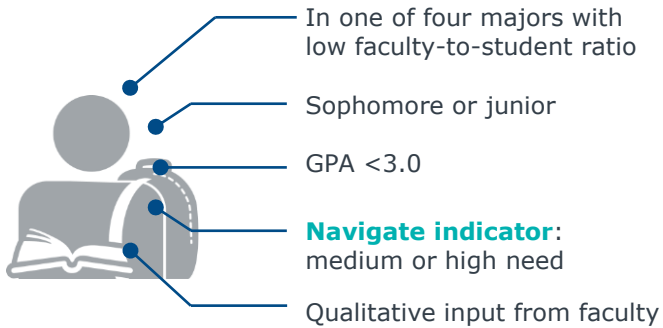 In one of four majors with
low faculty-to-student ratio
Sophomore or junior
GPA <3.0
Navigate indicator:
medium or high need
Qualitative input from faculty